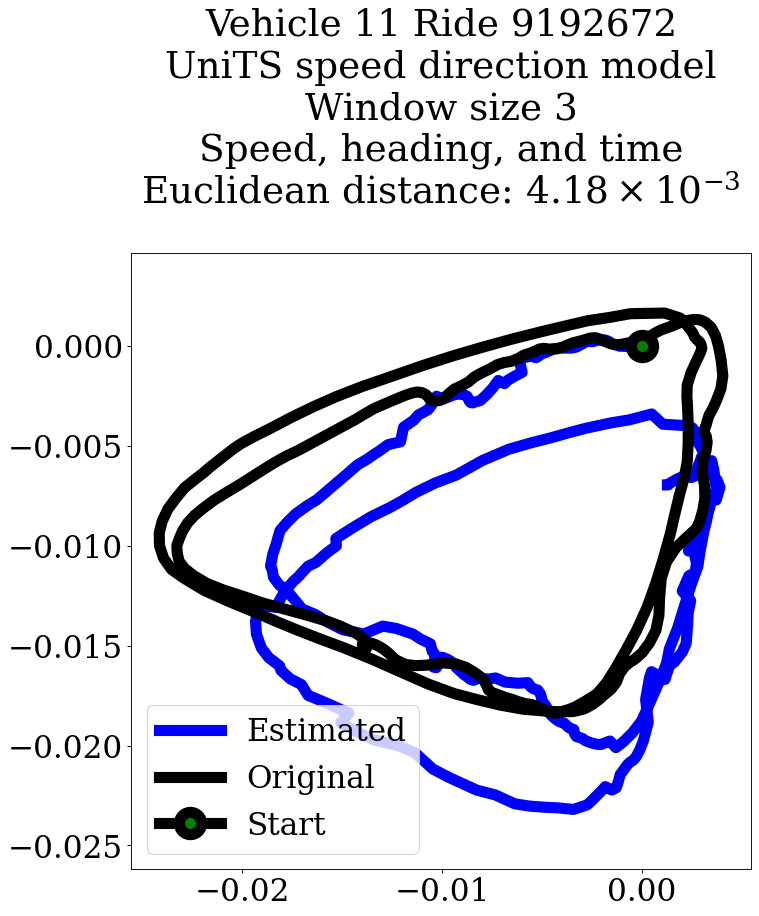 Vehicle 11 Ride 9192672
UniTS speed direction model
Window size 3
Speed, heading, and time
Euclidean distance: 4.18 × 10⁻³
0.000
−0.005
−0.010
−0.015
−0.020
−0.025
Estimated
Original
Start
−0.02
−0.01
0.00